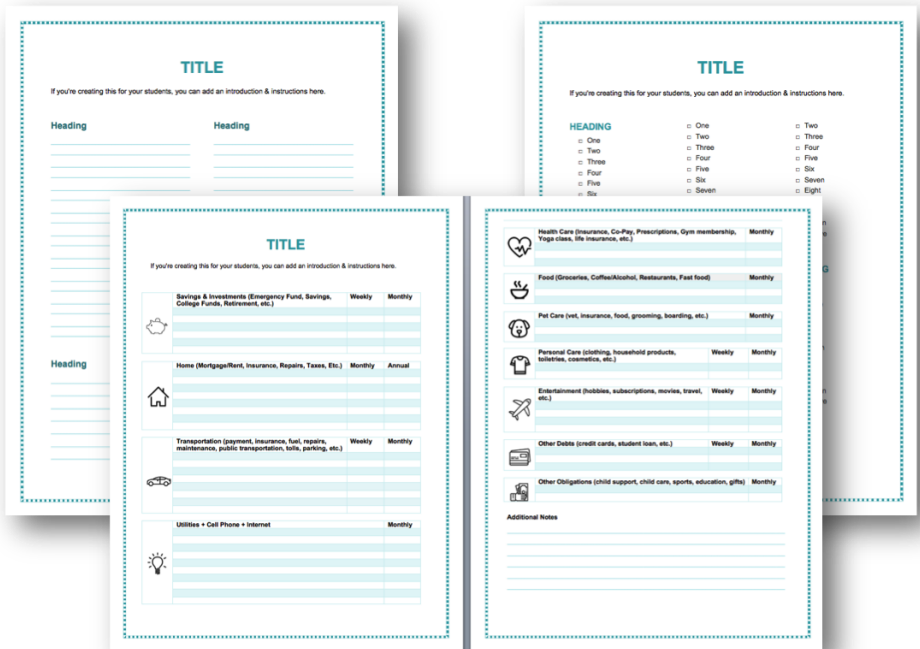 TITLE
If you're creating this for your students, you can add an introduction & instructions here.
Heading
Heading
Heading
TITLE
If you're creating this for your students, you can add an introduction & instructions here.
HEADING
One
Two
Three
Four
Five
Six
One
Two
Three
Four
Five
Six
Seven
Two
Three
Four
Five
Six
Seven
Eight
TITLE
If you're creating this for your students, you can add an introduction & instructions here.
Savings & Investments (Emergency Fund, Savings, Weekly Monthly
College Funds, Retirement, etc.)
Home (Mortgage/Rent, Insurance, Repairs, Taxes, Etc.) Monthly Annual
Transportation (payment, insurance, fuel, repairs, Weekly Monthly
maintenance, public transportation, tolls, parking, etc.)
Utilities + Cell Phone + Internet Monthly
Health Care (Insurance, Co-Pay, Prescriptions, Gym membership, Monthly
Yoga class, life insurance, etc.)
Food (Groceries, Coffee/Alcohol, Restaurants, Fast food) Monthly
Pet Care (vet, insurance, food, grooming, boarding, etc.) Monthly
Personal Care (clothing, household products, Weekly Monthly
toiletries, cosmetics, etc.)
Entertainment (hobbies, subscriptions, movies, travel, Weekly Monthly
etc.)
Other Debts (credit cards, student loan, etc.) Weekly Monthly
Other Obligations (child support, child care, sports, education, gifts) Monthly
Additional Notes